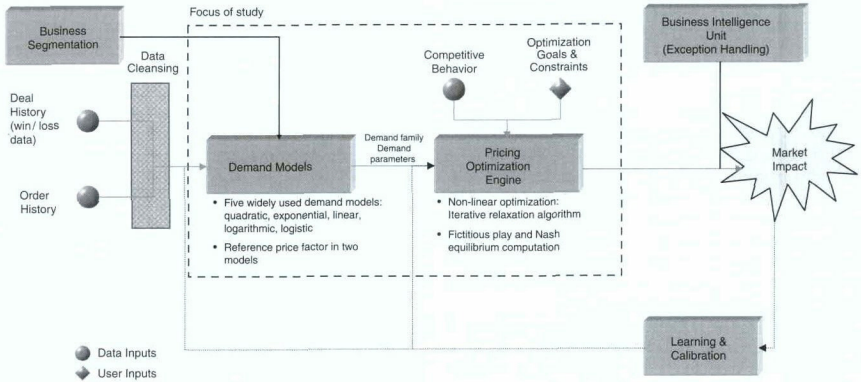 Focus of study
Business
Segmentation
Data
Cleansing
Deal
History
(win / loss
data)
Order
History
Demand Models
• Five widely used demand models:
quadratic, exponential, linear,
logarithmic, logistic
• Reference price factor in two
models
Demand family
Demand
parameters
Competitive
Behavior
Optimization
Goals &
Constraints
Pricing
Optimization
Engine
• Non-linear optimization:
Iterative relaxation algorithm
• Fictitious play and Nash
equilibrium computation
Business Intelligence
Unit
(Exception Handling)
Market
Impact
Learning &
Calibration
Data Inputs
User Inputs